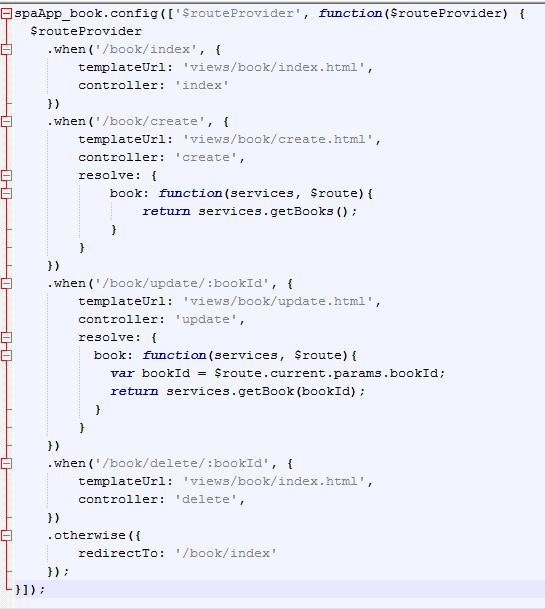 spaApp_book.config(['$routeProvider', function($routeProvider) {
  $routeProvider
    .when('/book/index', {
        templateUrl: 'views/book/index.html',
        controller: 'index'
    })
    .when('/book/create', {
        templateUrl: 'views/book/create.html',
        controller: 'create',
        resolve: {
            book: function(services, $route){
                return services.getBooks();
            }
        }
    })
    .when('/book/update/:bookId', {
        templateUrl: 'views/book/update.html',
        controller: 'update',
        resolve: {
          book: function(services, $route){
            var bookId = $route.current.params.bookId;
            return services.getBook(bookId);
          }
        }
    })
    .when('/book/delete/:bookId', {
        templateUrl: 'views/book/index.html',
        controller: 'delete',
    })
    .otherwise({
        redirectTo: '/book/index'
    });
}]);